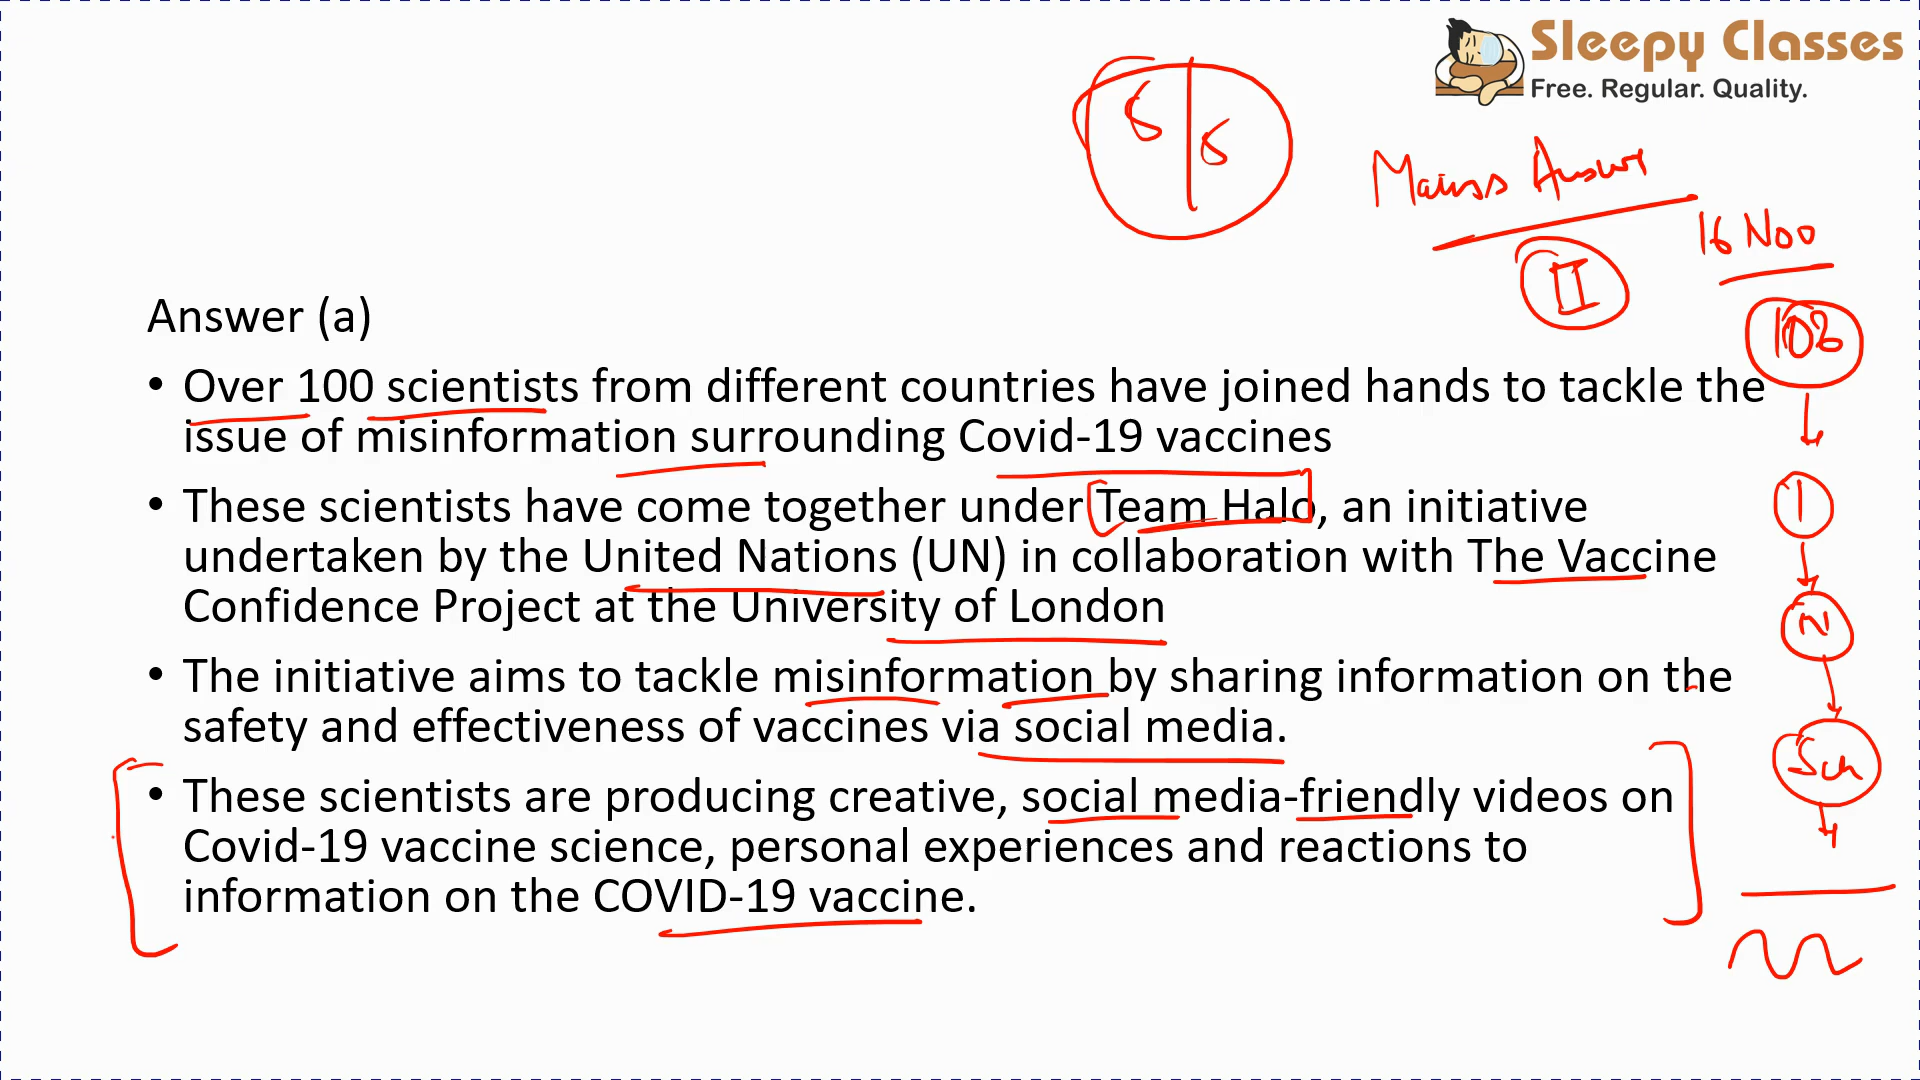 Sleepy Classes
Free. Regular. Quality.
Mains Answer
16 Nov
II
Answer (a)
• Over 100 scientists from different countries have joined hands to tackle the
issue of misinformation surrounding Covid-19 vaccines
• These scientists have come together under Team Halo, an initiative
undertaken by the United Nations (UN) in collaboration with The Vaccine
Confidence Project at the University of London
• The initiative aims to tackle misinformation by sharing information on the
safety and effectiveness of vaccines via social media.
• These scientists are producing creative, social media-friendly videos on
Covid-19 vaccine science, personal experiences and reactions to
information on the COVID-19 vaccine.
1
N
Sch